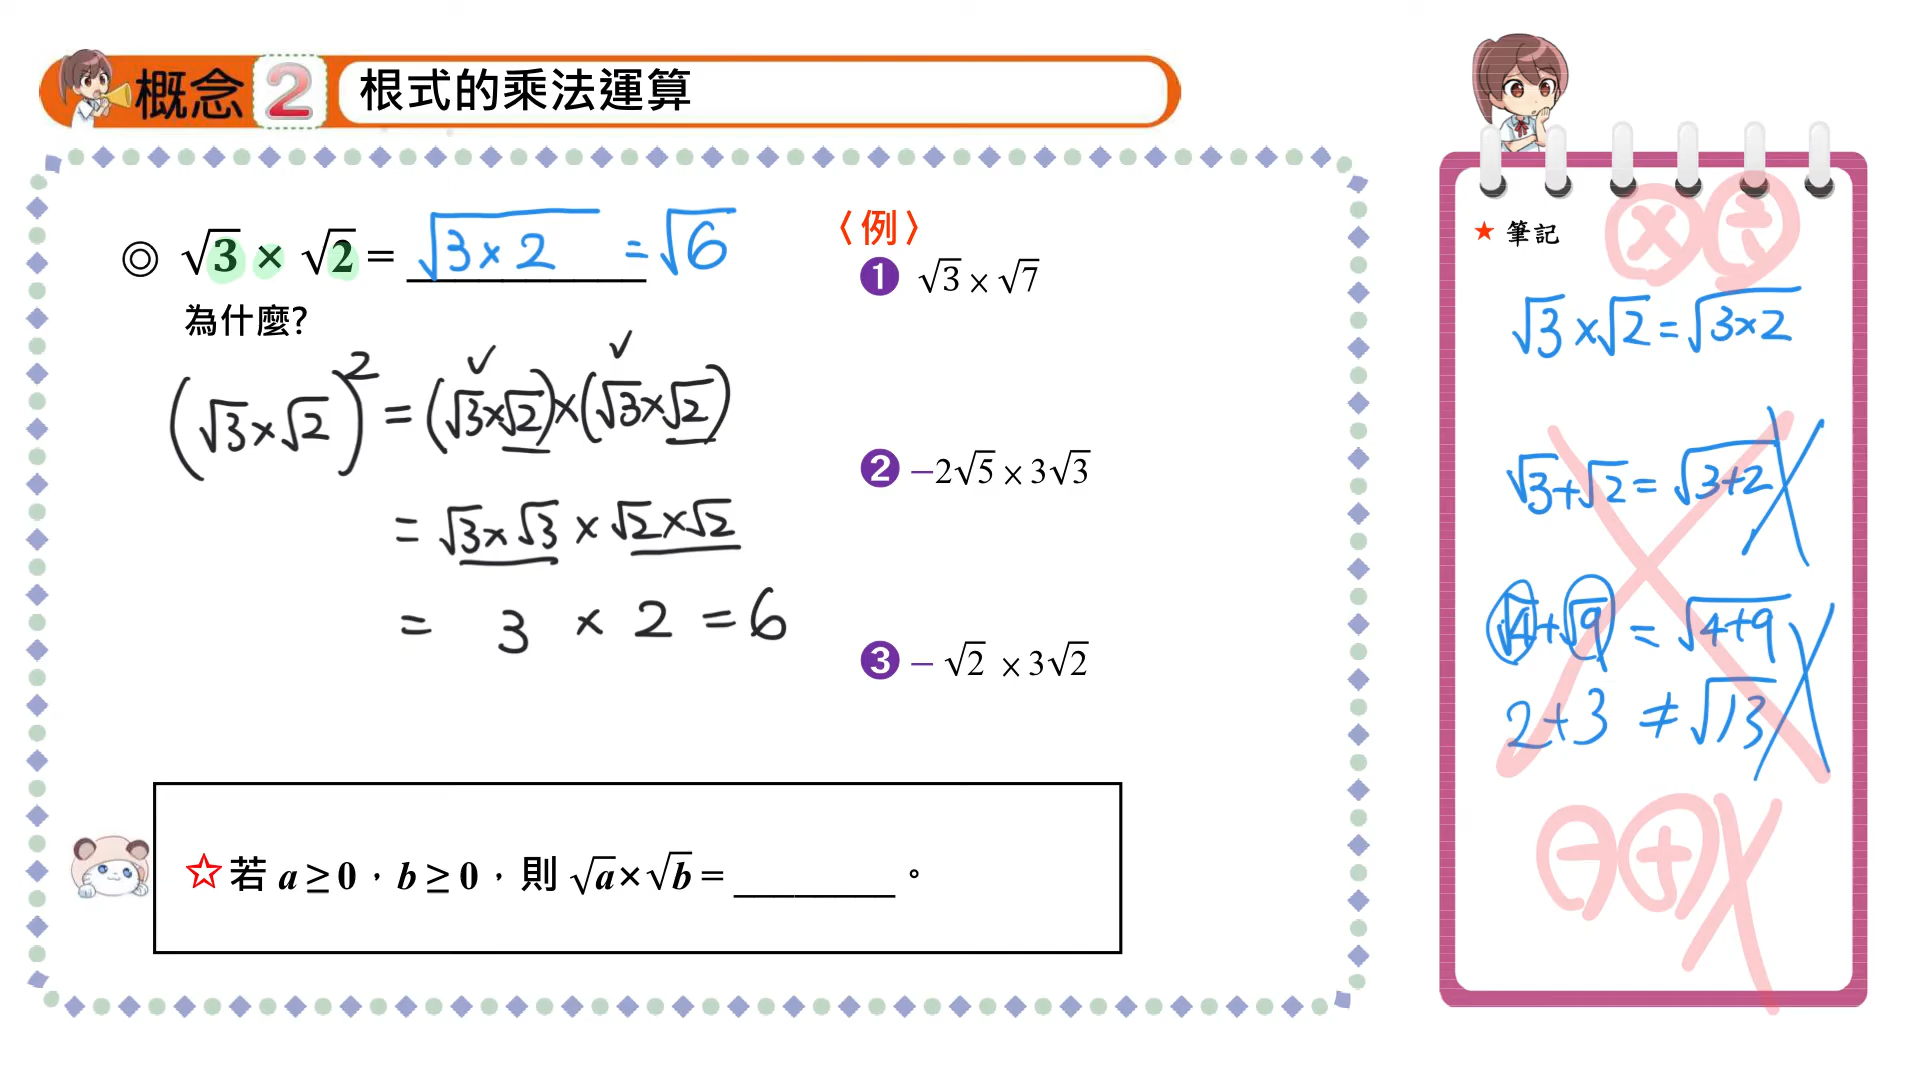 概念 2 根式的乘法運算
◎ √3 × √2 = √(3×2) = √6
為什麼?
(√3×√2)² = (√3×√2)×(√3×√2)
= √3×√3 × √2×√2
= 3 × 2 = 6
☆若 a ≥ 0，b ≥ 0，則 √a×√b = ________。
〈例〉
❶ √3 × √7
❷ −2√5 × 3√3
❸ − √2 × 3√2
★ 筆記
× ÷
√3×√2=√(3×2)
√3+√2=√(3+2)
√4+√9=√(4+9)
2+3≠√13
− +